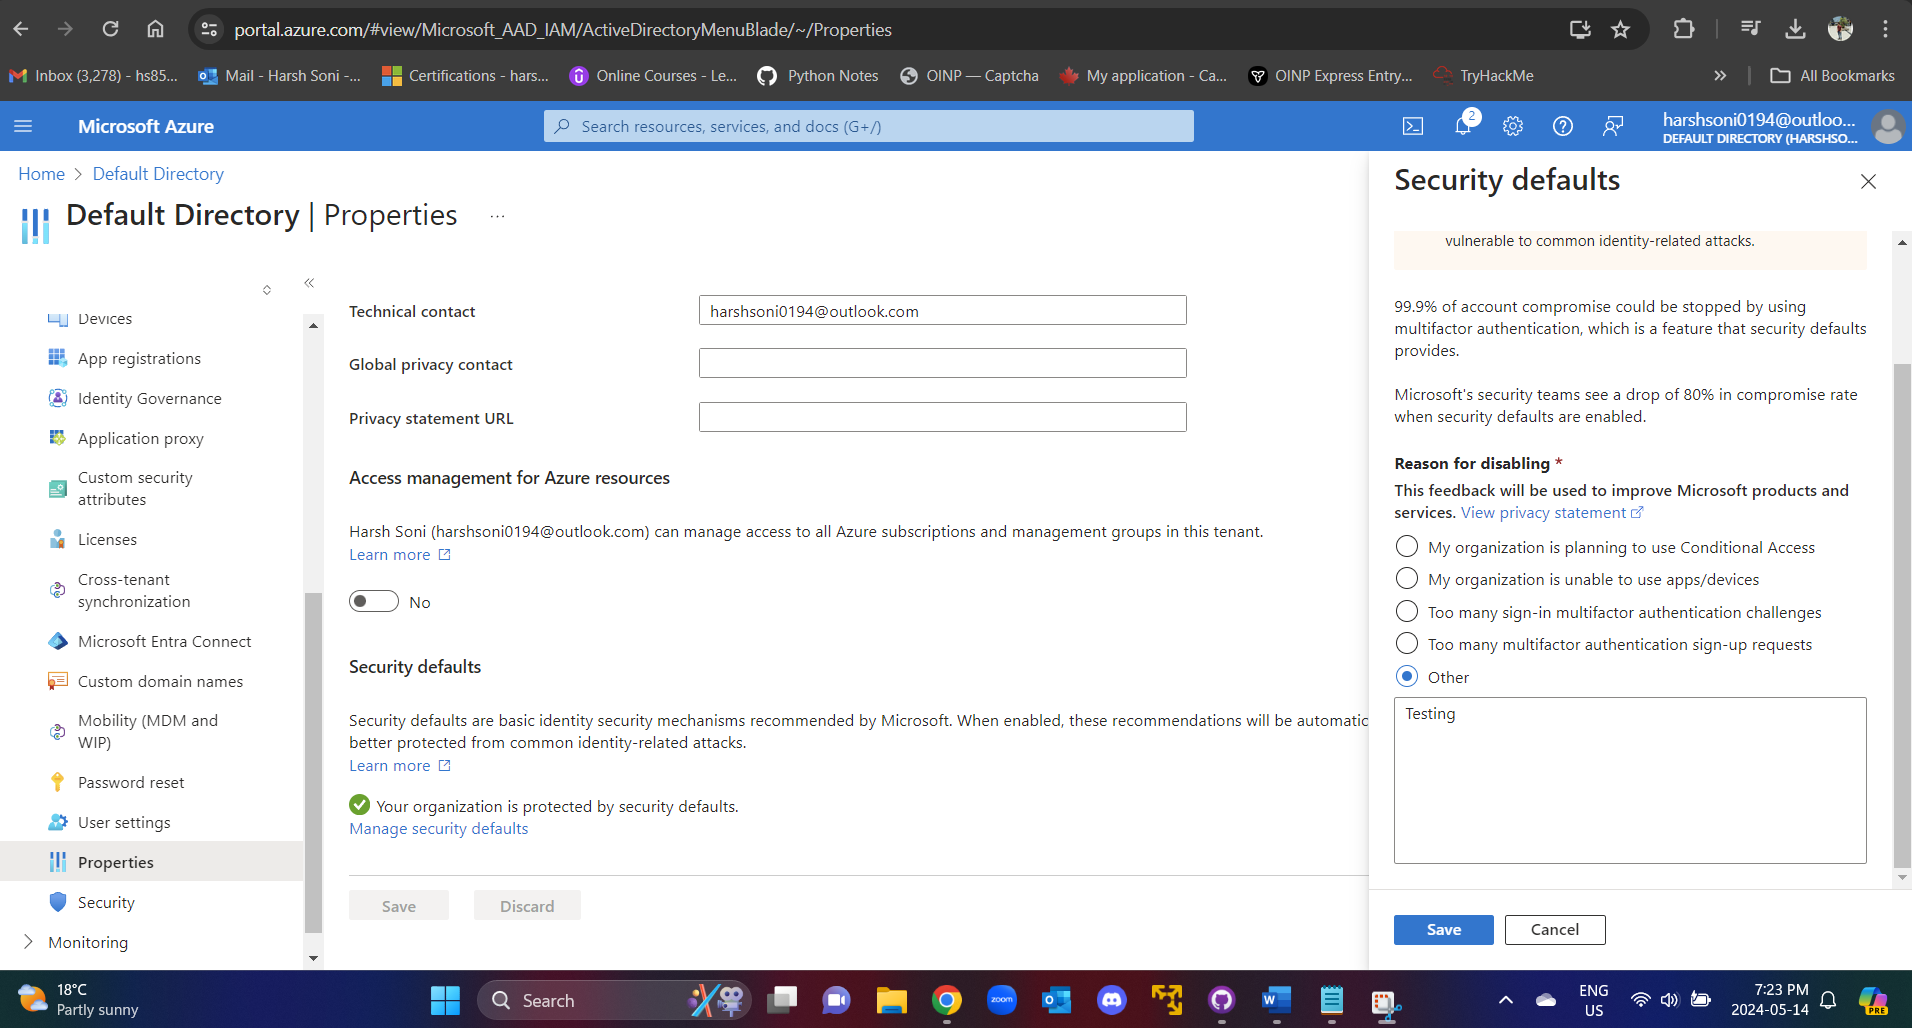 portal.azure.com/#view/Microsoft_AAD_IAM/ActiveDirectoryMenuBlade/~/Properties
Inbox (3,278) - hs85...
Mail - Harsh Soni -...
Certifications - hars...
Online Courses - Le...
Python Notes
OINP — Captcha
My application - Ca...
OINP Express Entry...
TryHackMe
All Bookmarks
Microsoft Azure
Search resources, services, and docs (G+/)
2
harshsoni0194@outloo...
DEFAULT DIRECTORY (HARSHSO...
Home > Default Directory
Default Directory | Properties
...
Devices
App registrations
Identity Governance
Application proxy
Custom security
attributes
Licenses
Cross-tenant
synchronization
Microsoft Entra Connect
Custom domain names
Mobility (MDM and
WIP)
Password reset
User settings
Properties
Security
Monitoring
Technical contact
harshsoni0194@outlook.com
Global privacy contact
Privacy statement URL
Access management for Azure resources
Harsh Soni (harshsoni0194@outlook.com) can manage access to all Azure subscriptions and management groups in this tenant.
Learn more
No
Security defaults
Security defaults are basic identity security mechanisms recommended by Microsoft. When enabled, these recommendations will be automatic
better protected from common identity-related attacks.
Learn more
Your organization is protected by security defaults.
Manage security defaults
Save
Discard
Security defaults
vulnerable to common identity-related attacks.
99.9% of account compromise could be stopped by using
multifactor authentication, which is a feature that security defaults
provides.
Microsoft's security teams see a drop of 80% in compromise rate
when security defaults are enabled.
Reason for disabling *
This feedback will be used to improve Microsoft products and
services. View privacy statement
My organization is planning to use Conditional Access
My organization is unable to use apps/devices
Too many sign-in multifactor authentication challenges
Too many multifactor authentication sign-up requests
Other
Testing
Save
Cancel
18°C
Partly sunny
Search
zoom
ENG
US
7:23 PM
2024-05-14
PRE